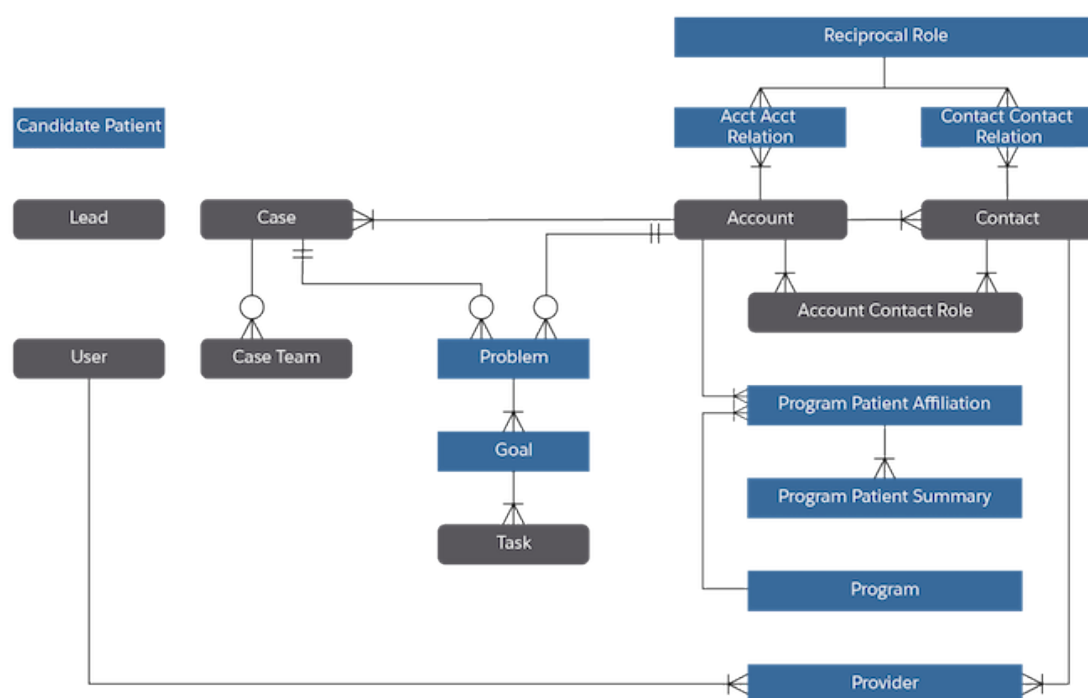 Reciprocal Role
Candidate Patient
Acct Acct
Relation
Contact Contact
Relation
Lead
Case
Account
Contact
Account Contact Role
User
Case Team
Problem
Program Patient Affiliation
Goal
Program Patient Summary
Task
Program
Provider